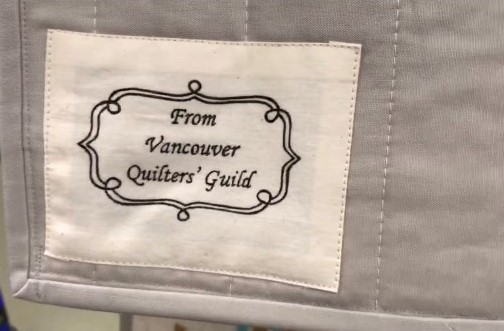 From
Vancouver
Quilters' Guild